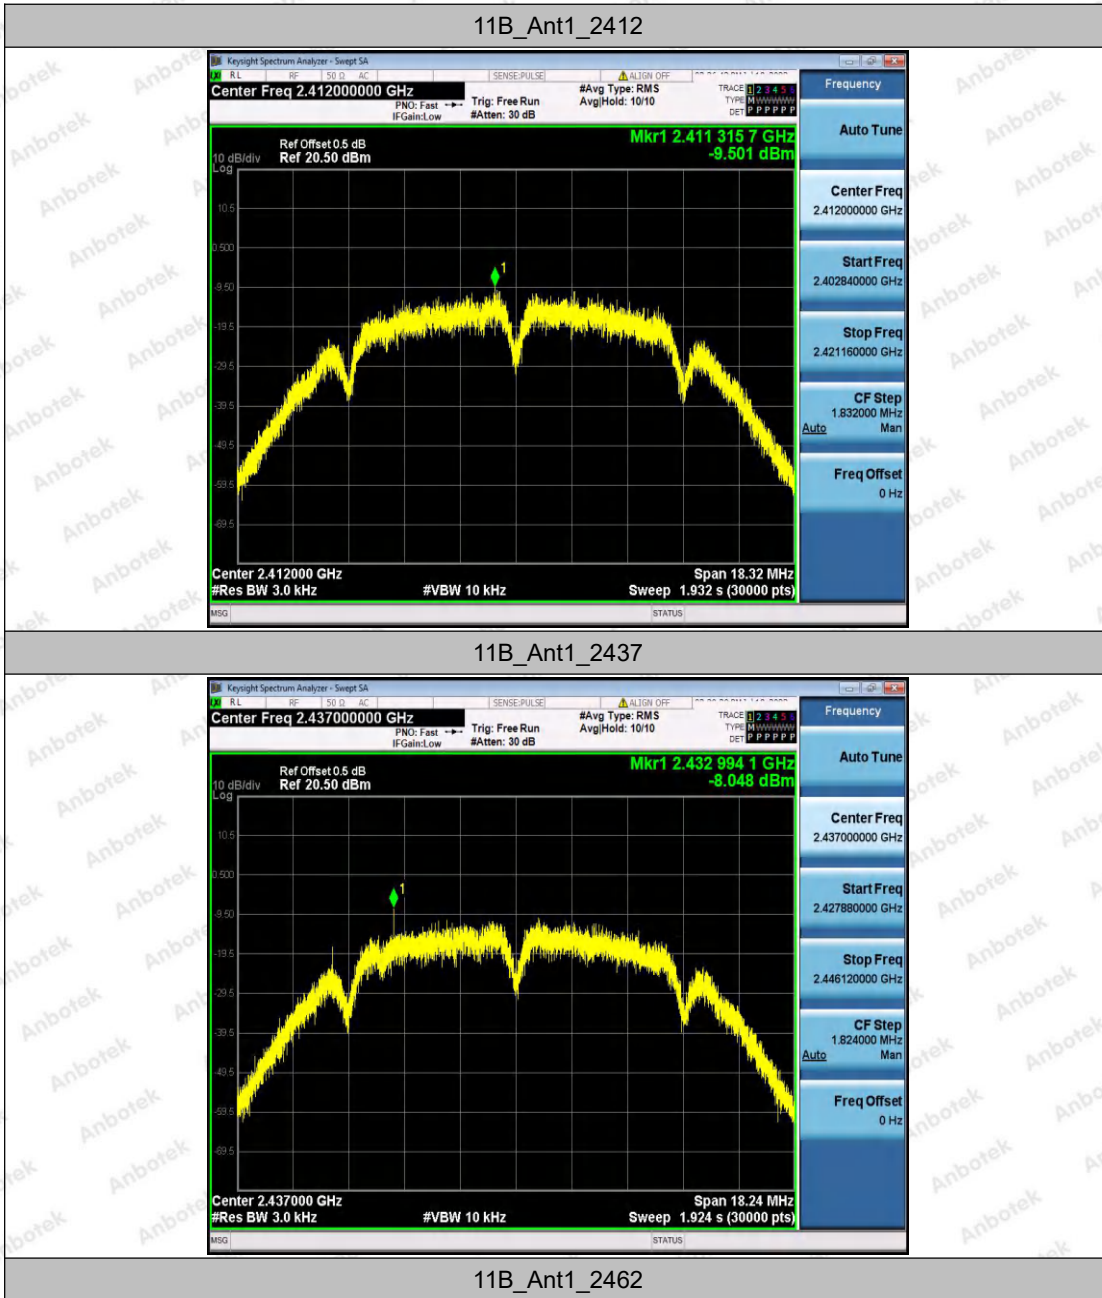 11B_Ant1_2412
Keysight Spectrum Analyzer - Swept SA
RL RF 50 Ω AC SENSE:PULSE ALIGN OFF
Center Freq 2.412000000 GHz
PNO: Fast
IFGain:Low
Trig: Free Run
#Atten: 30 dB
#Avg Type: RMS
Avg|Hold: 10/10
TRACE 1 2 3 4 5 6
TYPE M W W W W W
DET P P P P P P
Frequency
Auto Tune
Mkr1 2.411 315 7 GHz
-9.501 dBm
Ref Offset 0.5 dB
10 dB/div Ref 20.50 dBm
Log
10.5
0.500
-9.50
-19.5
-29.5
-39.5
-49.5
-59.5
-69.5
1
Center Freq
2.412000000 GHz
Start Freq
2.402840000 GHz
Stop Freq
2.421160000 GHz
CF Step
1.832000 MHz
Auto Man
Freq Offset
0 Hz
Center 2.412000 GHz Span 18.32 MHz
#Res BW 3.0 kHz #VBW 10 kHz Sweep 1.932 s (30000 pts)
MSG STATUS
11B_Ant1_2437
Keysight Spectrum Analyzer - Swept SA
RL RF 50 Ω AC SENSE:PULSE ALIGN OFF
Center Freq 2.437000000 GHz
PNO: Fast
IFGain:Low
Trig: Free Run
#Atten: 30 dB
#Avg Type: RMS
Avg|Hold: 10/10
TRACE 1 2 3 4 5 6
TYPE M W W W W W
DET P P P P P P
Frequency
Auto Tune
Mkr1 2.432 994 1 GHz
-8.048 dBm
Ref Offset 0.5 dB
10 dB/div Ref 20.50 dBm
Log
10.5
0.500
-9.50
-19.5
-29.5
-39.5
-49.5
-59.5
-69.5
1
Center Freq
2.437000000 GHz
Start Freq
2.427880000 GHz
Stop Freq
2.446120000 GHz
CF Step
1.824000 MHz
Auto Man
Freq Offset
0 Hz
Center 2.437000 GHz Span 18.24 MHz
#Res BW 3.0 kHz #VBW 10 kHz Sweep 1.924 s (30000 pts)
MSG STATUS
11B_Ant1_2462